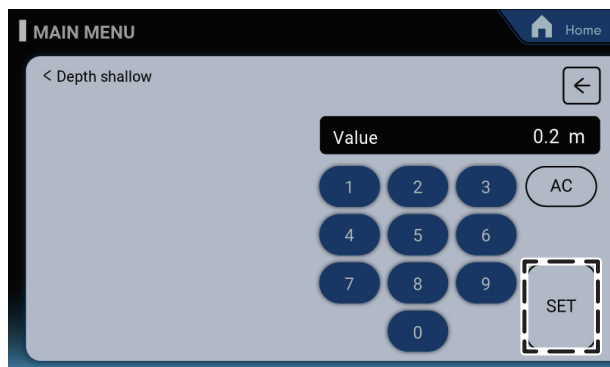 MAIN MENU
Home
< Depth shallow
←
Value 0.2 m
1 2 3 AC
4 5 6
7 8 9
SET
0